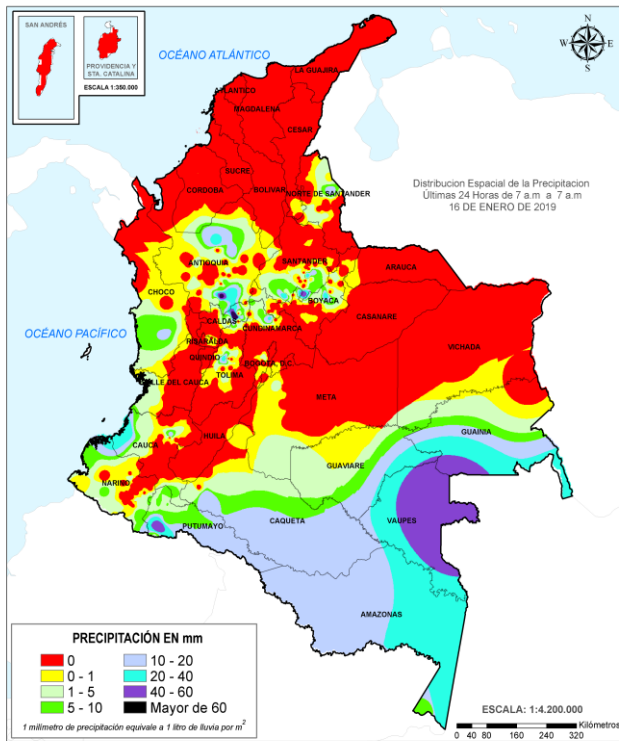 SAN ANDRÉS
PROVIDENCIA Y
STA. CATALINA
ESCALA 1:350.000
OCÉANO ATLÁNTICO
N
W
E
S
LA GUAJIRA
ATLANTICO
MAGDALENA
CESAR
SUCRE
CORDOBA
BOLIVAR
NORTE DE SANTANDER
Distribucion Espacial de la Precipitacion
Últimas 24 Horas de 7 a.m a 7 a.m
16 DE ENERO DE 2019
ANTIOQUIA
SANTANDER
ARAUCA
CHOCO
BOYACA
CASANARE
OCÉANO PACÍFICO
CALDAS
CUNDINAMARCA
VICHADA
RISARALDA
QUINDIO
BOGOTA, D.C.
TOLIMA
VALLE DEL CAUCA
META
CAUCA
HUILA
GUAINIA
GUAVIARE
NARIÑO
PUTUMAYO
CAQUETA
VAUPES
AMAZONAS
PRECIPITACIÓN EN mm
0
0 - 1
1 - 5
5 - 10
10 - 20
20 - 40
40 - 60
Mayor de 60
1 milímetro de precipitación equivale a 1 litro de lluvia por m²
ESCALA: 1:4.200.000
Kilómetros
0 40 80 160 240 320